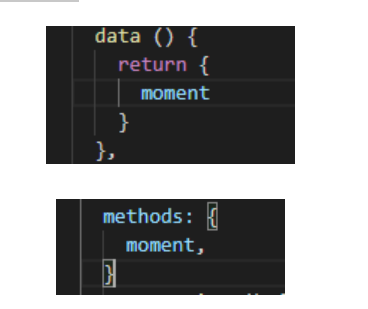 data () {
return {
moment
}
},
methods: {
moment,
}